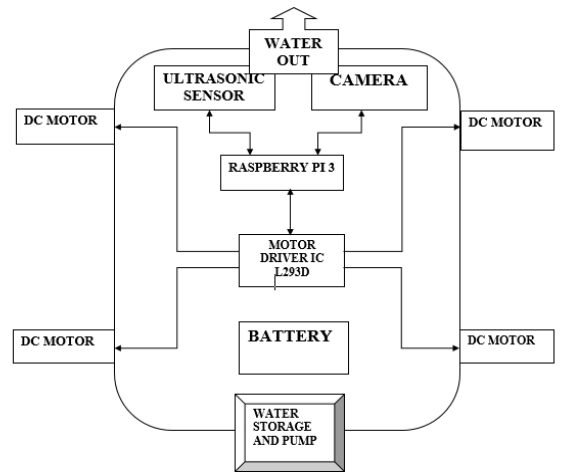 WATER
OUT
ULTRASONIC
SENSOR
CAMERA
DC MOTOR
DC MOTOR
RASPBERRY PI 3
MOTOR
DRIVER IC
L293D
BATTERY
DC MOTOR
DC MOTOR
WATER
STORAGE
AND PUMP